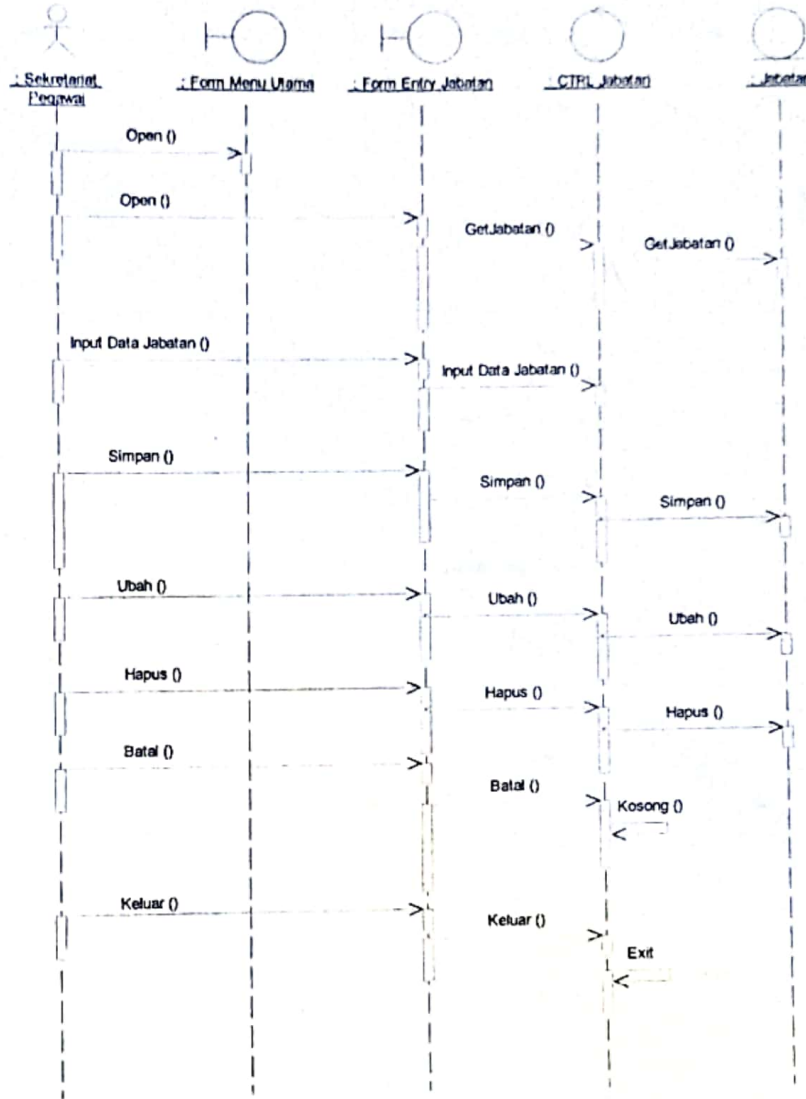 : Sekretariat
Pegawai
: Form Menu Utama
: Form Entry Jabatan
: CTRL Jabatan
: Jabatan
Open ()
Open ()
GetJabatan ()
GetJabatan ()
Input Data Jabatan ()
Input Data Jabatan ()
Simpan ()
Simpan ()
Simpan ()
Ubah ()
Ubah ()
Ubah ()
Hapus ()
Hapus ()
Hapus ()
Batal ()
Batal ()
Kosong ()
Keluar ()
Keluar ()
Exit